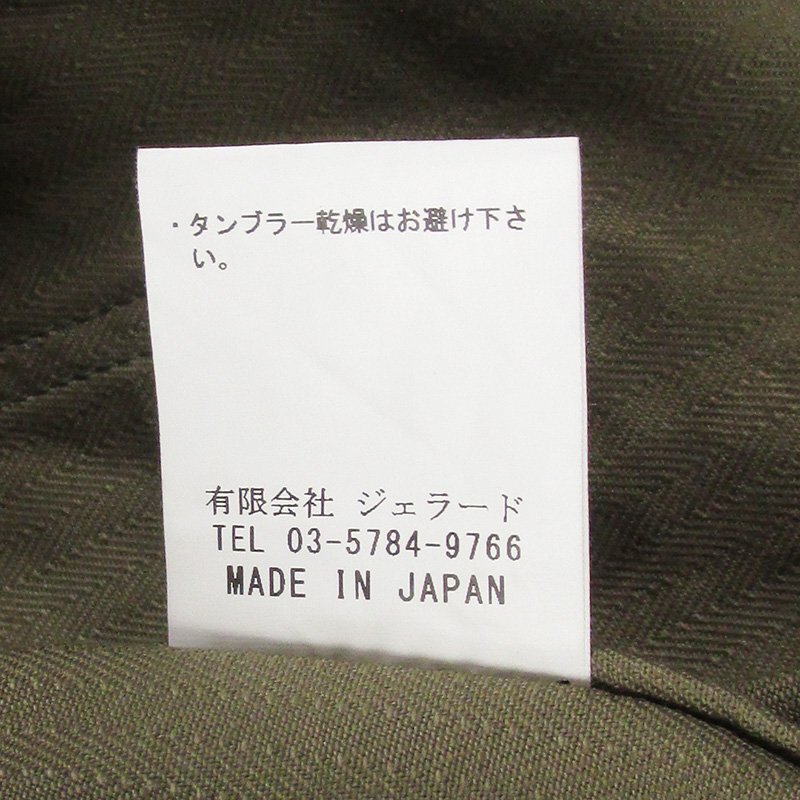 ・タンブラー乾燥はお避け下さ
い。
有限会社 ジェラード
TEL 03-5784-9766
MADE IN JAPAN